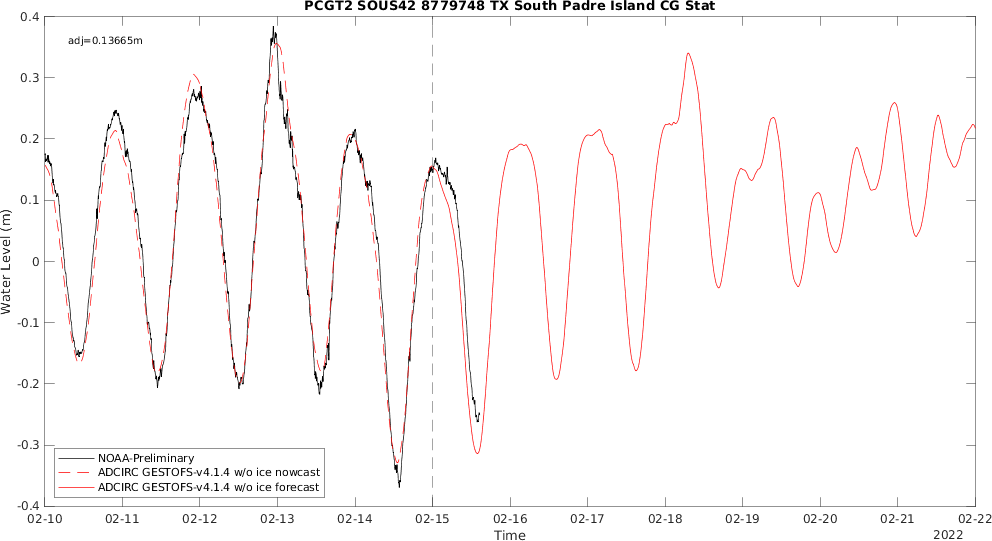 PCGT2 SOUS42 8779748 TX South Padre Island CG Stat
adj=0.13665m
0.4
0.3
0.2
0.1
0
-0.1
-0.2
-0.3
-0.4
Water Level (m)
NOAA-Preliminary
ADCIRC GESTOFS-v4.1.4 w/o ice nowcast
ADCIRC GESTOFS-v4.1.4 w/o ice forecast
02-10 02-11 02-12 02-13 02-14 02-15 02-16 02-17 02-18 02-19 02-20 02-21 02-22
Time
2022